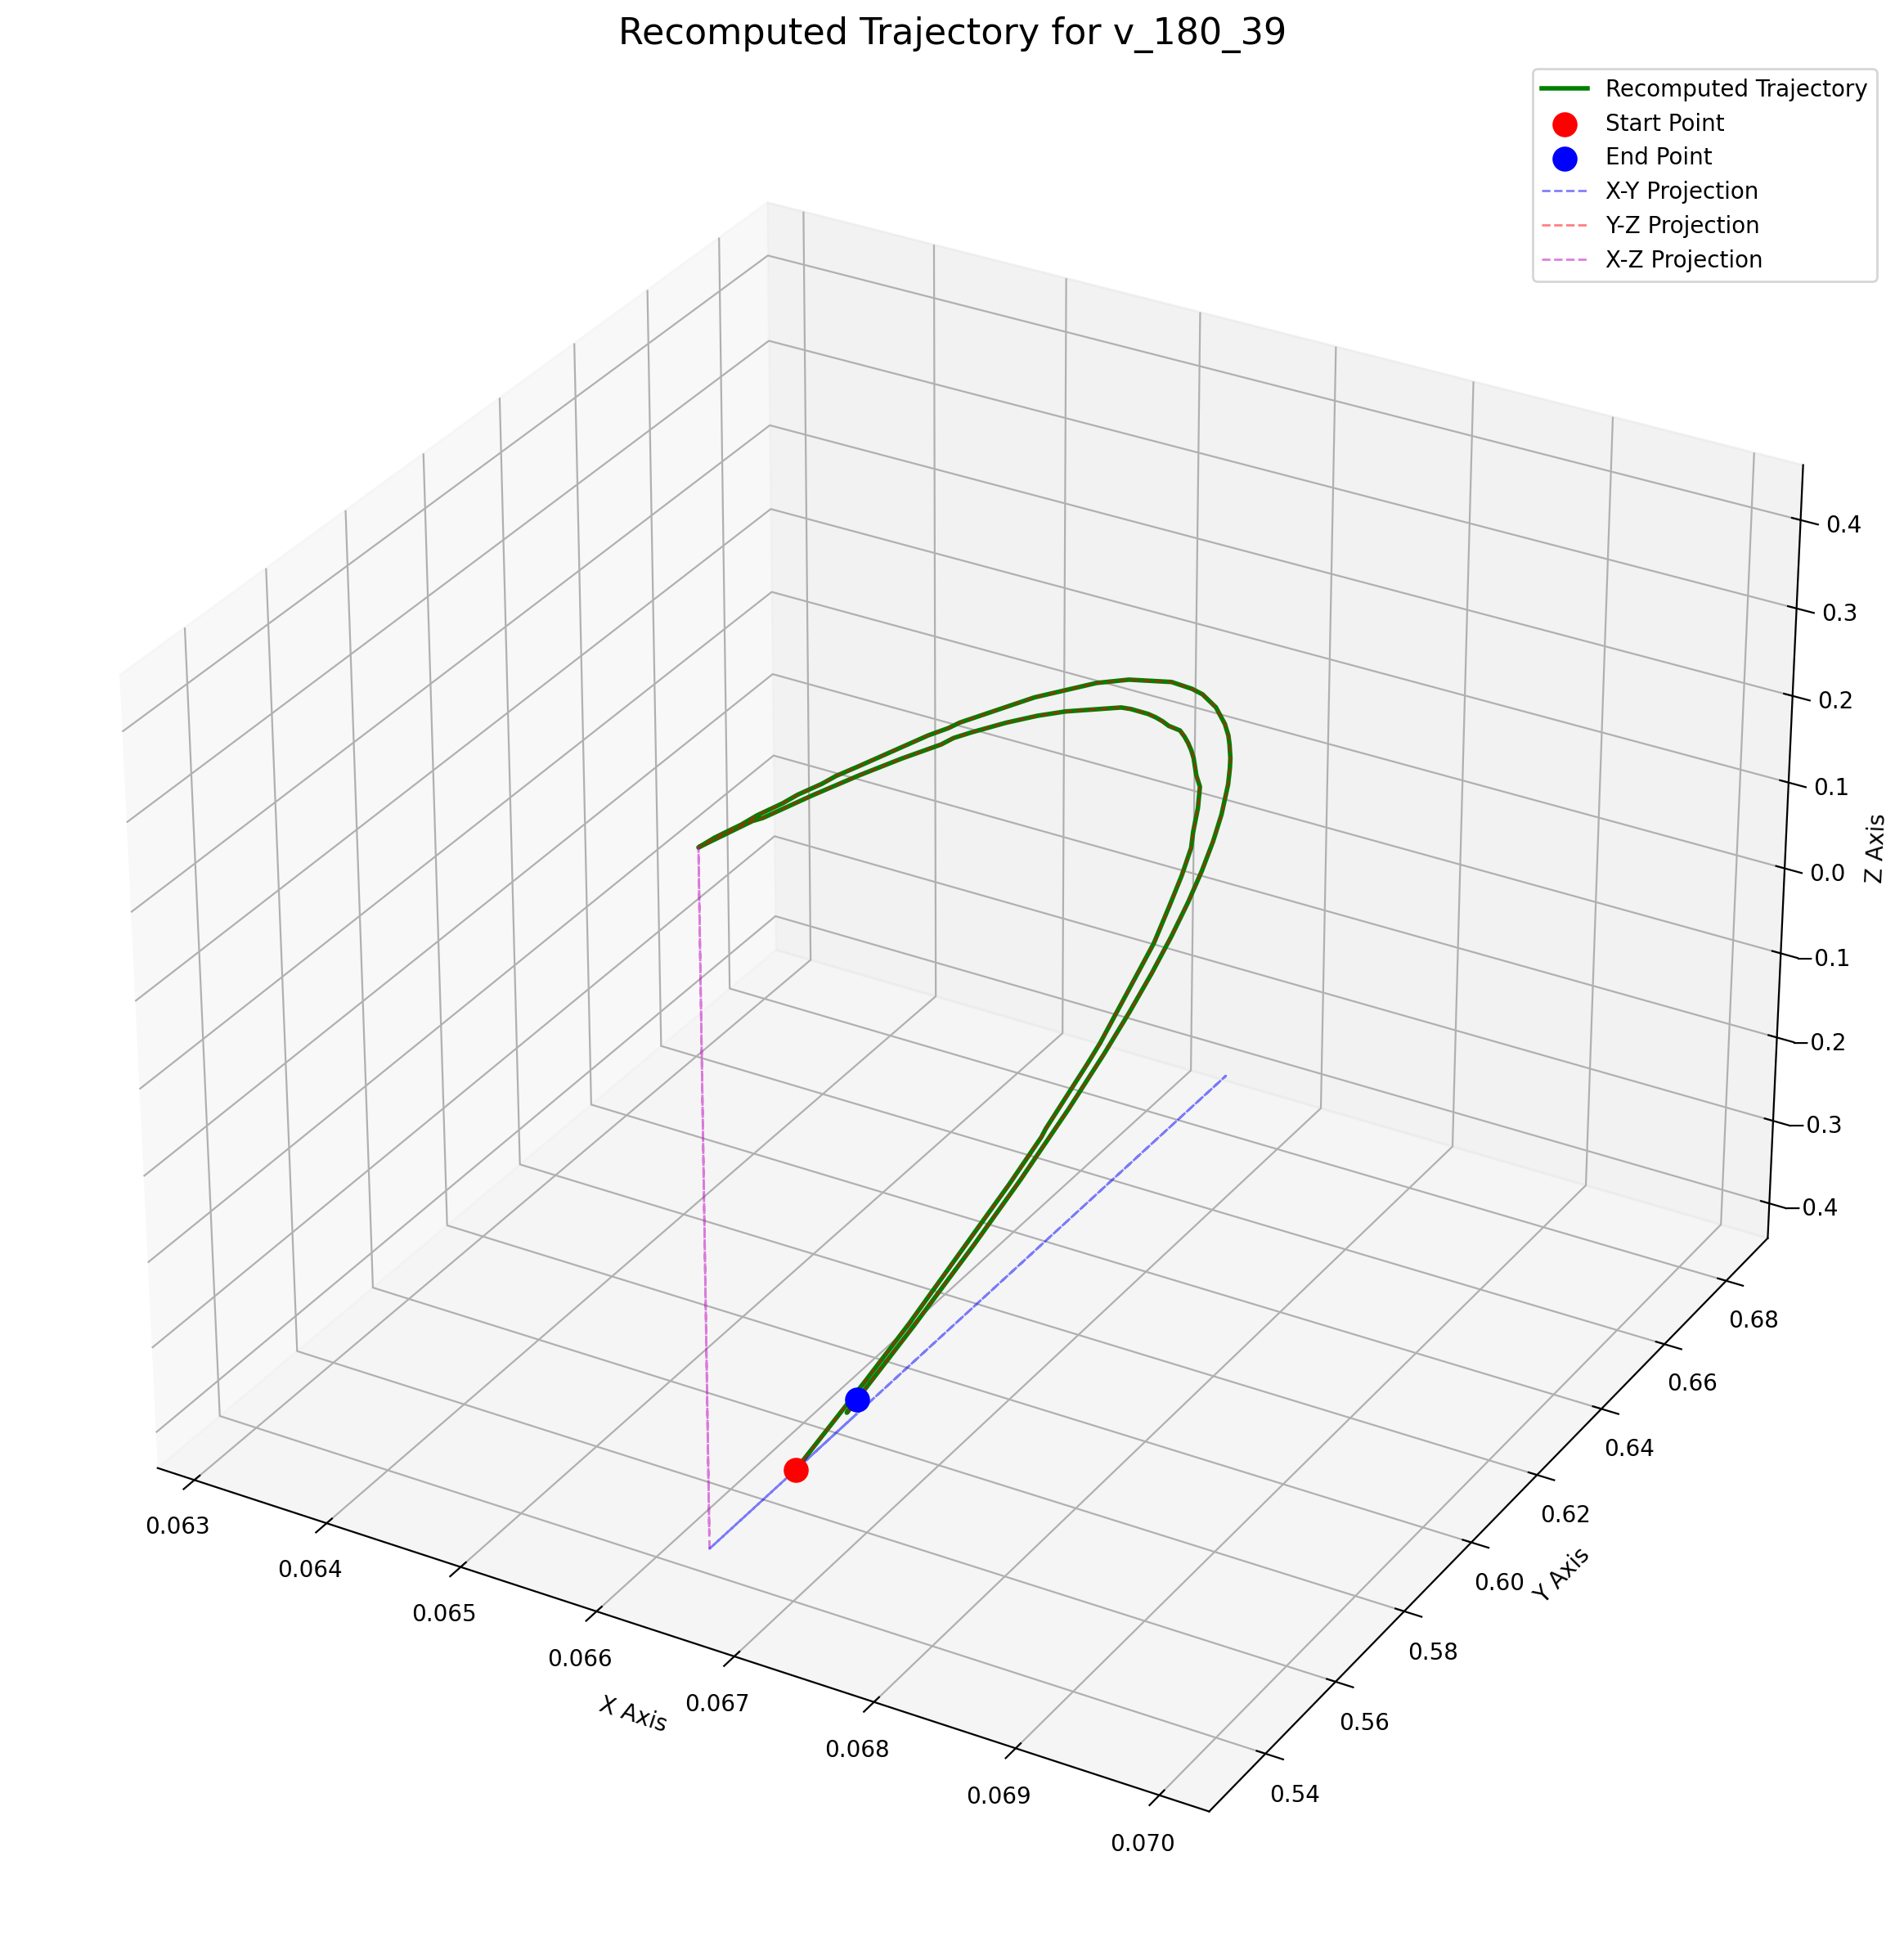 Recomputed Trajectory for v_180_39
Recomputed Trajectory
Start Point
End Point
X-Y Projection
Y-Z Projection
X-Z Projection
0.4
0.3
0.2
0.1
0.0
−0.1
−0.2
−0.3
−0.4
Z Axis
0.68
0.66
0.64
0.62
0.60
0.58
0.56
0.54
Y Axis
0.063
0.064
0.065
0.066
0.067
0.068
0.069
0.070
X Axis